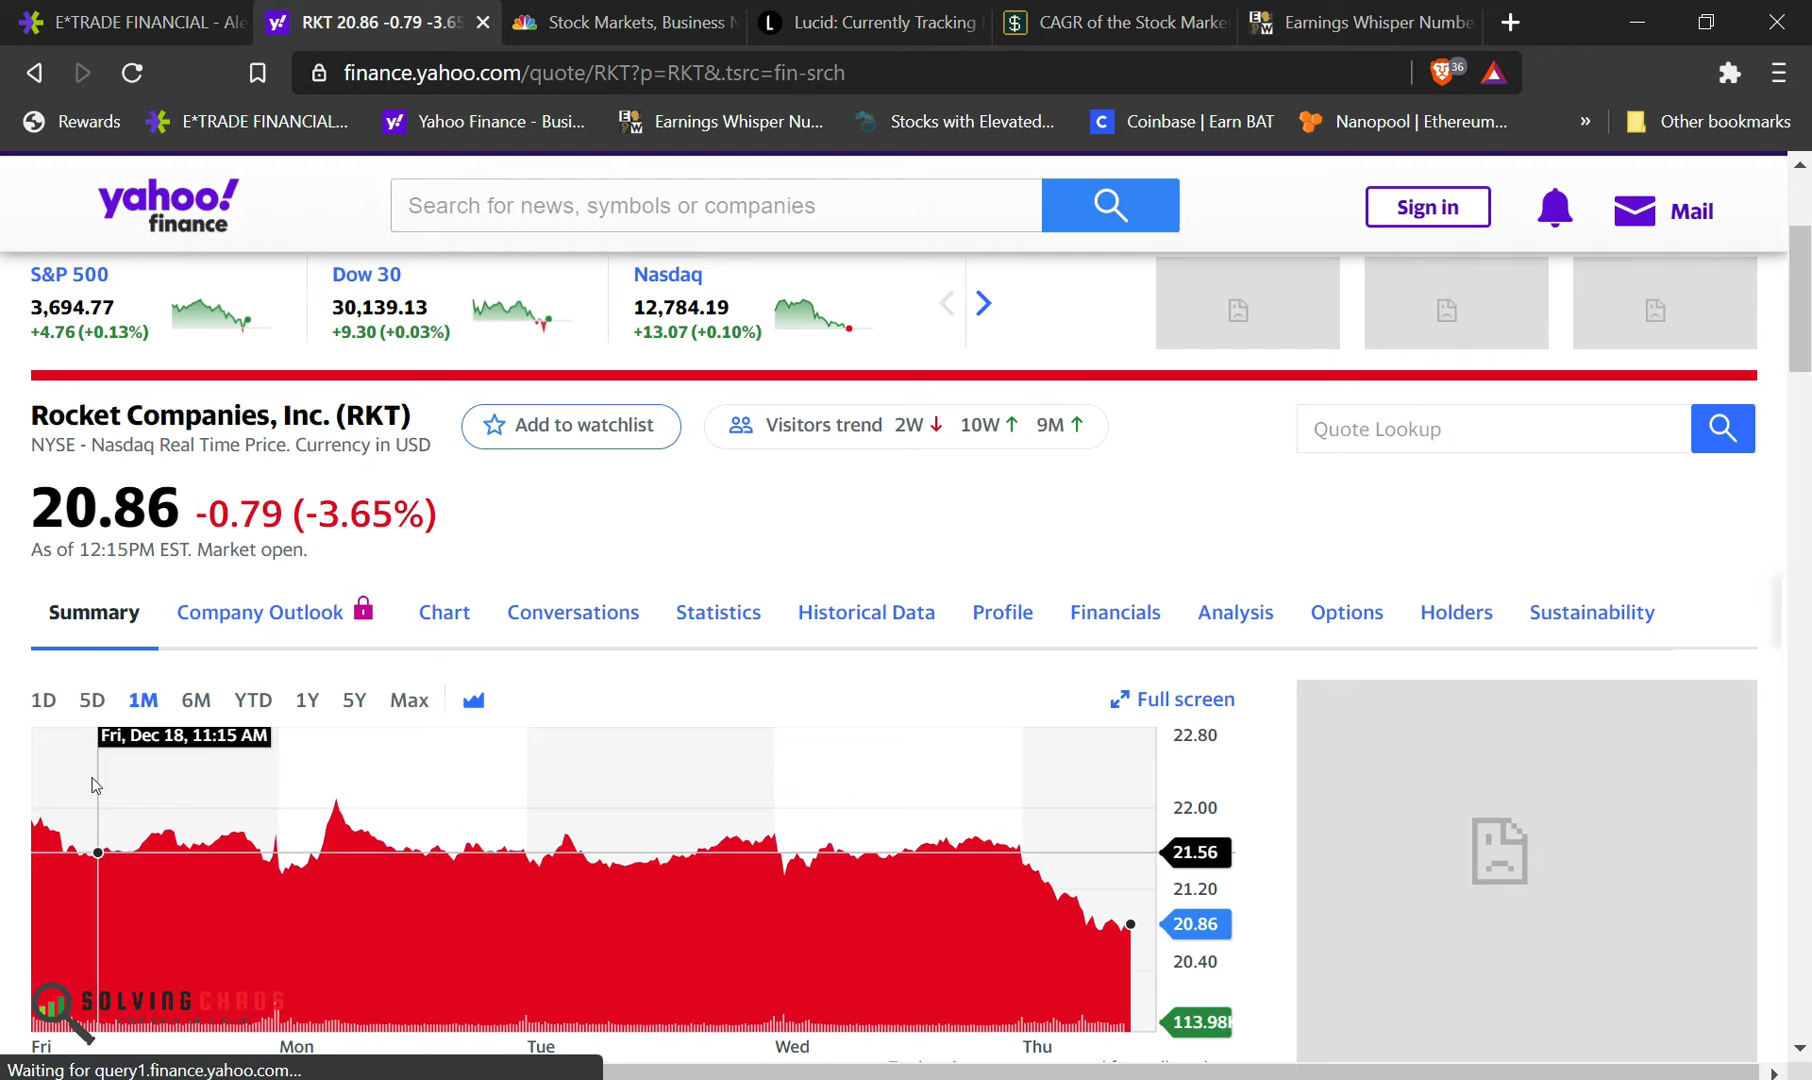 E*TRADE FINANCIAL - Ale
RKT 20.86 -0.79 -3.65
Stock Markets, Business N
Lucid: Currently Tracking
CAGR of the Stock Marke
Earnings Whisper Numbe
finance.yahoo.com/quote/RKT?p=RKT&.tsrc=fin-srch
36
Rewards
E*TRADE FINANCIAL...
Yahoo Finance - Busi...
Earnings Whisper Nu...
Stocks with Elevated...
Coinbase | Earn BAT
Nanopool | Ethereum...
»
Other bookmarks
yahoo!
finance
Search for news, symbols or companies
Sign in
Mail
S&P 500
3,694.77
+4.76 (+0.13%)
Dow 30
30,139.13
+9.30 (+0.03%)
Nasdaq
12,784.19
+13.07 (+0.10%)
Rocket Companies, Inc. (RKT)
NYSE - Nasdaq Real Time Price. Currency in USD
Add to watchlist
Visitors trend 2W 10W 9M
Quote Lookup
20.86 -0.79 (-3.65%)
As of 12:15PM EST. Market open.
Summary
Company Outlook
Chart
Conversations
Statistics
Historical Data
Profile
Financials
Analysis
Options
Holders
Sustainability
1D 5D 1M 6M YTD 1Y 5Y Max
Full screen
Fri, Dec 18, 11:15 AM
22.80
22.00
21.56
21.20
20.86
20.40
113.98
SOLVING CHAOS
Fri Mon Tue Wed Thu
Waiting for query1.finance.yahoo.com...